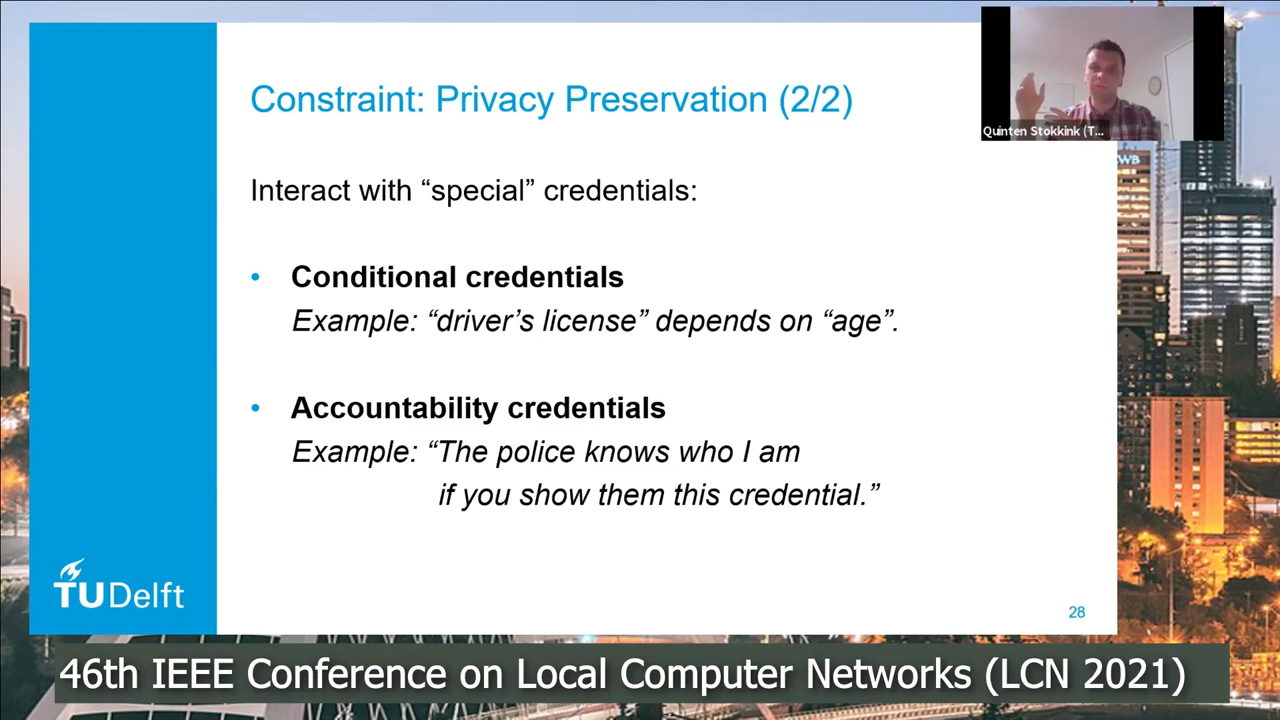 Constraint: Privacy Preservation (2/2)
Quinten Stokkink (T...
WB
Interact with “special” credentials:
• Conditional credentials
Example: “driver’s license” depends on “age”.
• Accountability credentials
Example: “The police knows who I am
if you show them this credential.”
TUDelft
28
46th IEEE Conference on Local Computer Networks (LCN 2021)